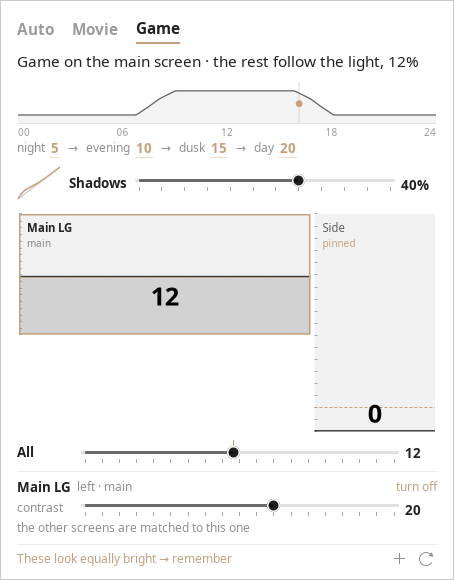 Auto Movie Game
Game on the main screen · the rest follow the light, 12%
00 06 12 18 24
night 5 → evening 10 → dusk 15 → day 20
Shadows 40%
Main LG
main
12
Side
pinned
0
All 12
Main LG left · main turn off
contrast 20
the other screens are matched to this one
These look equally bright → remember